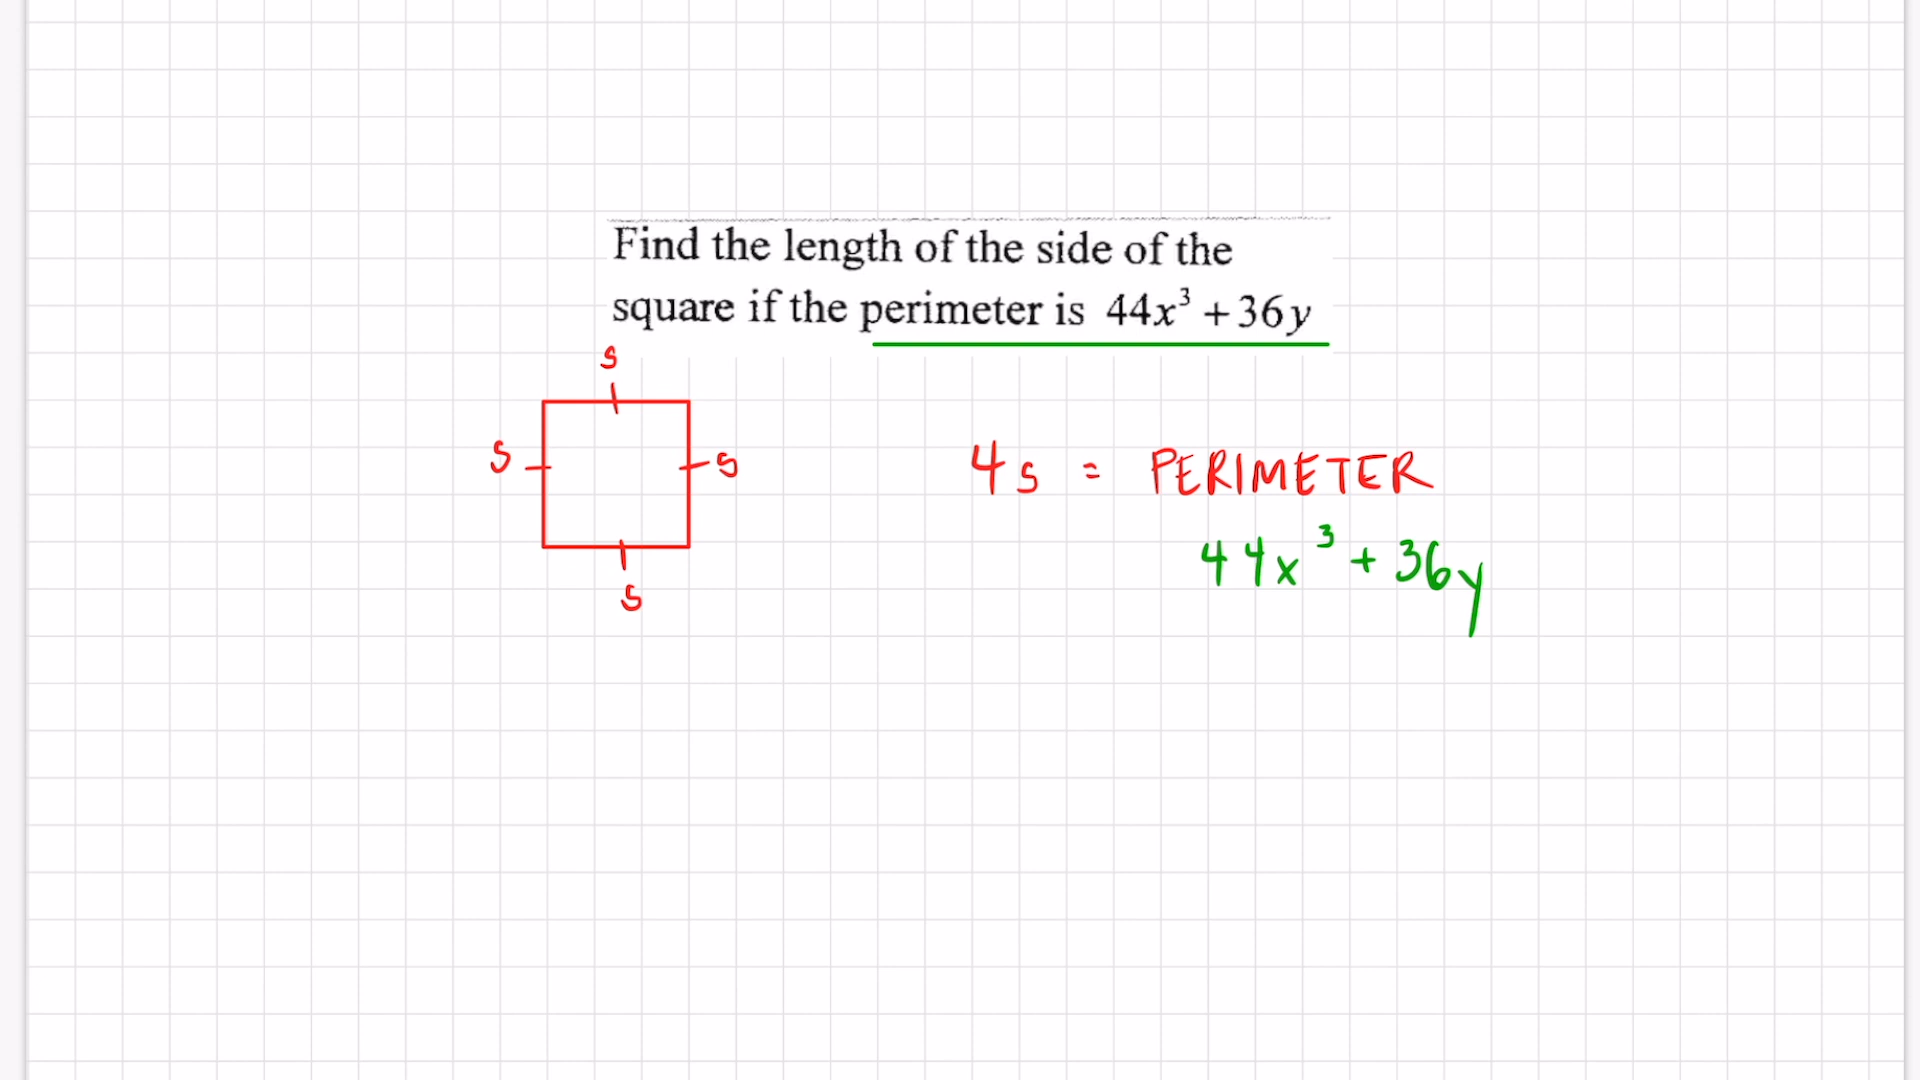 Find the length of the side of the
square if the perimeter is 44x³ + 36y
s
s
s
s
4s = PERIMETER
44x³ + 36y